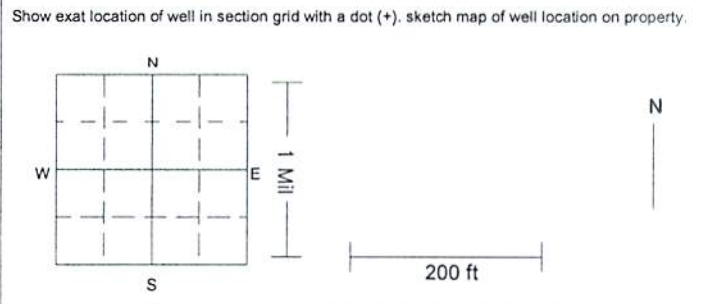 Show exat location of well in section grid with a dot (+). sketch map of well location on property.
N
N
W
E
1 Mil
200 ft
S